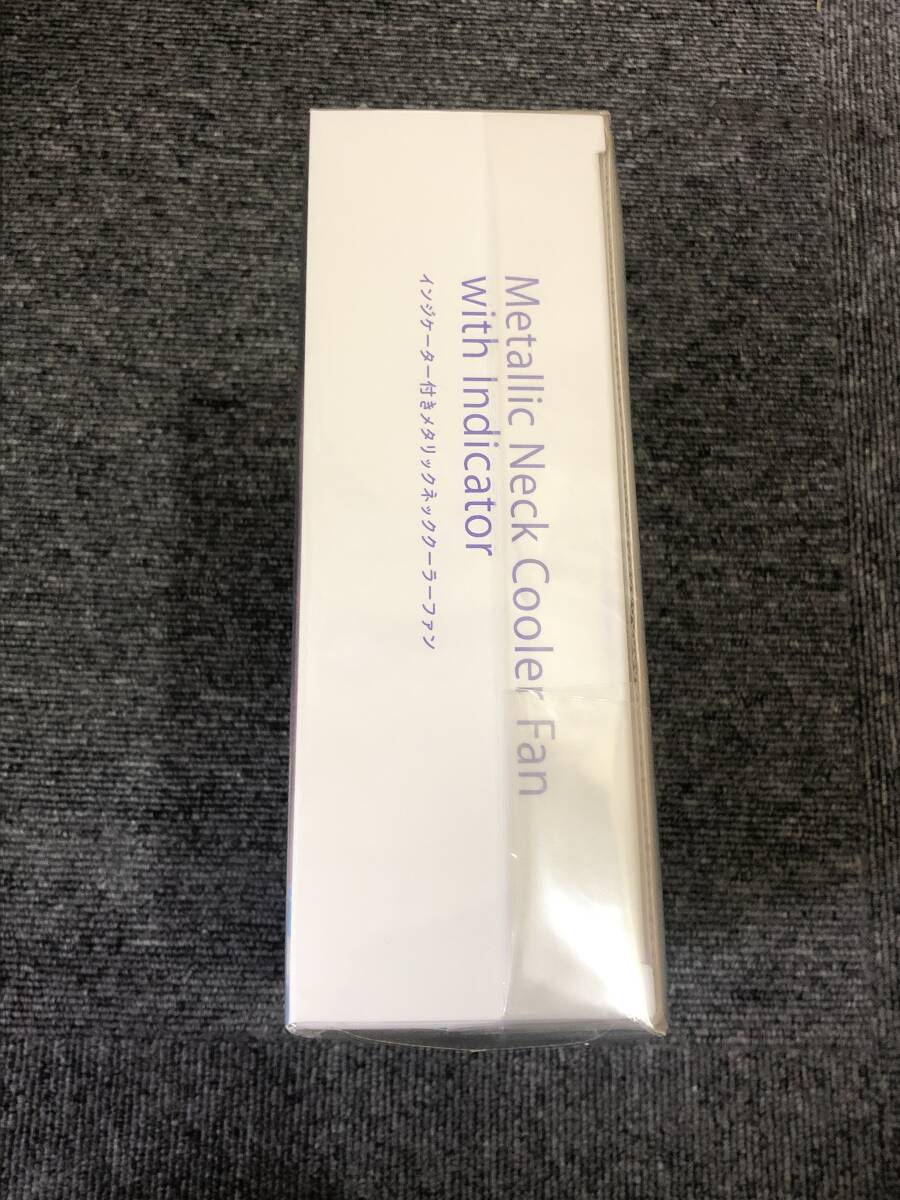 Metallic Neck Cooler Fan
with Indicator
インジケーター付きメタリックネッククーラーファン